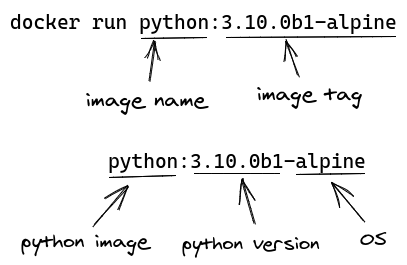 docker run python:3.10.0b1-alpine
image name
image tag
python:3.10.0b1-alpine
python image
python version
OS